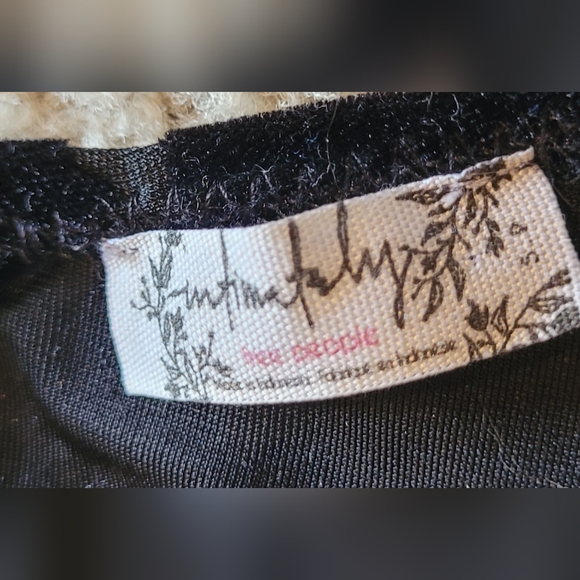 intimately
free people
Made in Indonesia Fabriqué en Indonésie
S-P